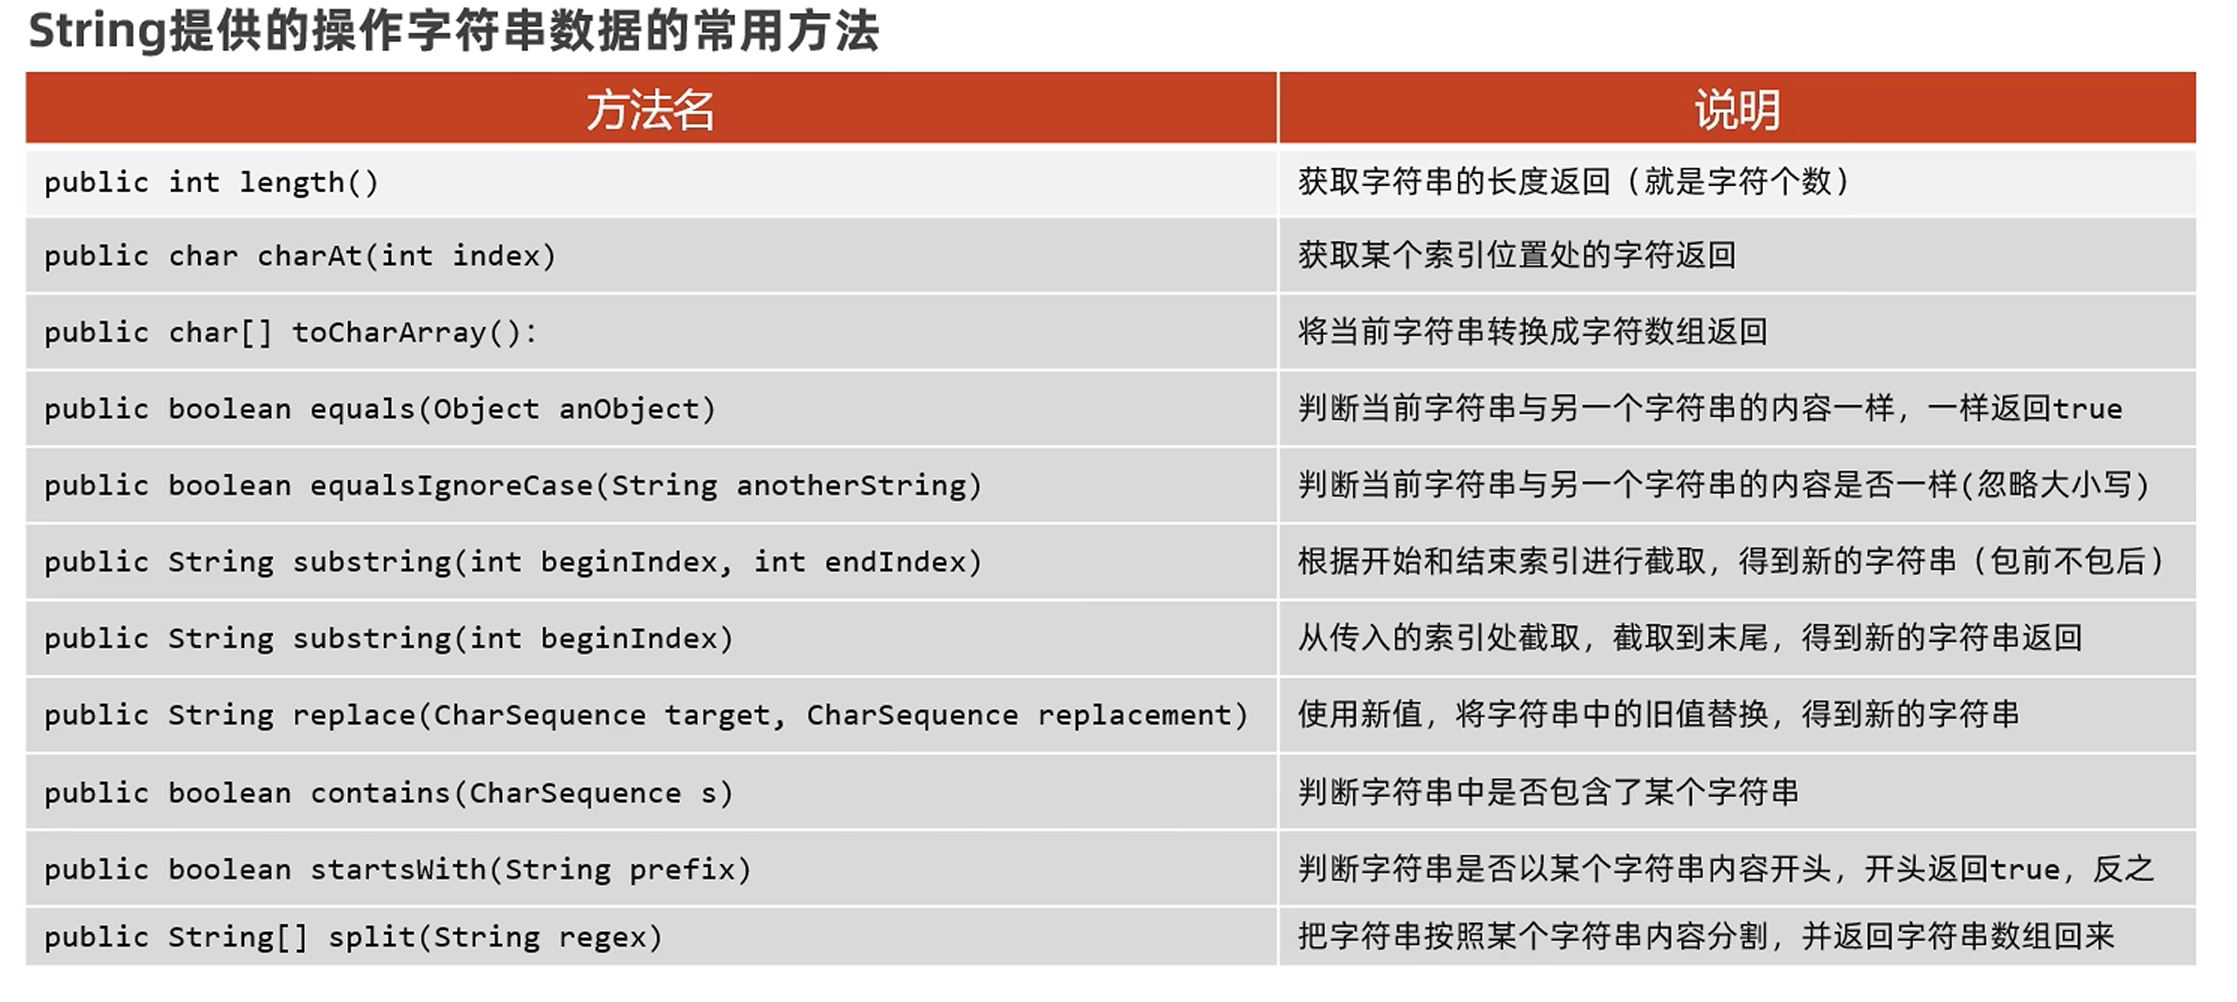 String提供的操作字符串数据的常用方法
方法名 说明
public int length() 获取字符串的长度返回（就是字符个数）
public char charAt(int index) 获取某个索引位置处的字符返回
public char[] toCharArray()： 将当前字符串转换成字符数组返回
public boolean equals(Object anObject) 判断当前字符串与另一个字符串的内容一样，一样返回true
public boolean equalsIgnoreCase(String anotherString) 判断当前字符串与另一个字符串的内容是否一样(忽略大小写)
public String substring(int beginIndex, int endIndex) 根据开始和结束索引进行截取，得到新的字符串（包前不包后）
public String substring(int beginIndex) 从传入的索引处截取，截取到末尾，得到新的字符串返回
public String replace(CharSequence target, CharSequence replacement) 使用新值，将字符串中的旧值替换，得到新的字符串
public boolean contains(CharSequence s) 判断字符串中是否包含了某个字符串
public boolean startsWith(String prefix) 判断字符串是否以某个字符串内容开头，开头返回true，反之
public String[] split(String regex) 把字符串按照某个字符串内容分割，并返回字符串数组回来